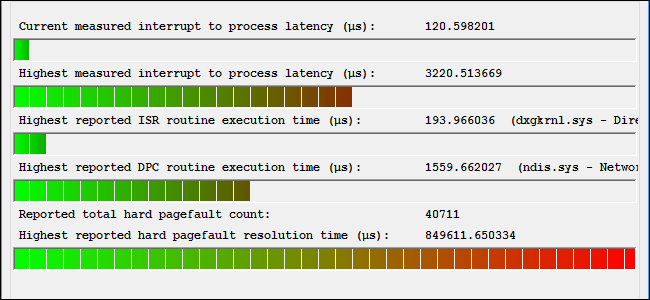 Current measured interrupt to process latency (µs): 120.598201
Highest measured interrupt to process latency (µs): 3220.513669
Highest reported ISR routine execution time (µs): 193.966036 (dxgkrnl.sys - Dire
Highest reported DPC routine execution time (µs): 1559.662027 (ndis.sys - Networ
Reported total hard pagefault count: 40711
Highest reported hard pagefault resolution time (µs): 849611.650334